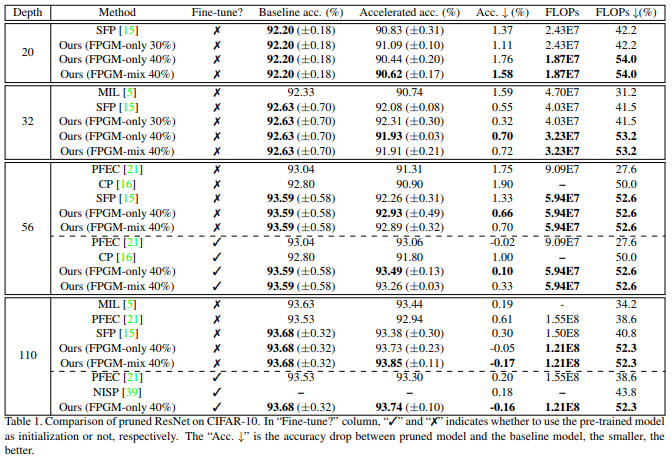 Depth Method Fine-tune? Baseline acc. (%) Accelerated acc. (%) Acc. ↓ (%) FLOPs FLOPs ↓(%)
20
SFP [15] ✗ 92.20 (±0.18) 90.83 (±0.31) 1.37 2.43E7 42.2
Ours (FPGM-only 30%) ✗ 92.20 (±0.18) 91.09 (±0.10) 1.11 2.43E7 42.2
Ours (FPGM-only 40%) ✗ 92.20 (±0.18) 90.44 (±0.20) 1.76 1.87E7 54.0
Ours (FPGM-mix 40%) ✗ 92.20 (±0.18) 90.62 (±0.17) 1.58 1.87E7 54.0
32
MIL [5] ✗ 92.33 90.74 1.59 4.70E7 31.2
SFP [15] ✗ 92.63 (±0.70) 92.08 (±0.08) 0.55 4.03E7 41.5
Ours (FPGM-only 30%) ✗ 92.63 (±0.70) 92.31 (±0.30) 0.32 4.03E7 41.5
Ours (FPGM-only 40%) ✗ 92.63 (±0.70) 91.93 (±0.03) 0.70 3.23E7 53.2
Ours (FPGM-mix 40%) ✗ 92.63 (±0.70) 91.91 (±0.21) 0.72 3.23E7 53.2
56
PFEC [21] ✗ 93.04 91.31 1.75 9.09E7 27.6
CP [16] ✗ 92.80 90.90 1.90 – 50.0
SFP [15] ✗ 93.59 (±0.58) 92.26 (±0.31) 1.33 5.94E7 52.6
Ours (FPGM-only 40%) ✗ 93.59 (±0.58) 92.93 (±0.49) 0.66 5.94E7 52.6
Ours (FPGM-mix 40%) ✗ 93.59 (±0.58) 92.89 (±0.32) 0.70 5.94E7 52.6
PFEC [21] ✓ 93.04 93.06 -0.02 9.09E7 27.6
CP [16] ✓ 92.80 91.80 1.00 – 50.0
Ours (FPGM-only 40%) ✓ 93.59 (±0.58) 93.49 (±0.13) 0.10 5.94E7 52.6
Ours (FPGM-mix 40%) ✓ 93.59 (±0.58) 93.26 (±0.03) 0.33 5.94E7 52.6
110
MIL [5] ✗ 93.63 93.44 0.19 - 34.2
PFEC [21] ✗ 93.53 92.94 0.61 1.55E8 38.6
SFP [15] ✗ 93.68 (±0.32) 93.38 (±0.30) 0.30 1.50E8 40.8
Ours (FPGM-only 40%) ✗ 93.68 (±0.32) 93.73 (±0.23) -0.05 1.21E8 52.3
Ours (FPGM-mix 40%) ✗ 93.68 (±0.32) 93.85 (±0.11) -0.17 1.21E8 52.3
PFEC [21] ✓ 93.53 93.30 0.20 1.55E8 38.6
NISP [39] ✓ – – 0.18 – 43.8
Ours (FPGM-only 40%) ✓ 93.68 (±0.32) 93.74 (±0.10) -0.16 1.21E8 52.3
Table 1. Comparison of pruned ResNet on CIFAR-10. In “Fine-tune?” column, “✓” and “✗” indicates whether to use the pre-trained model
as initialization or not, respectively. The “Acc. ↓” is the accuracy drop between pruned model and the baseline model, the smaller, the
better.